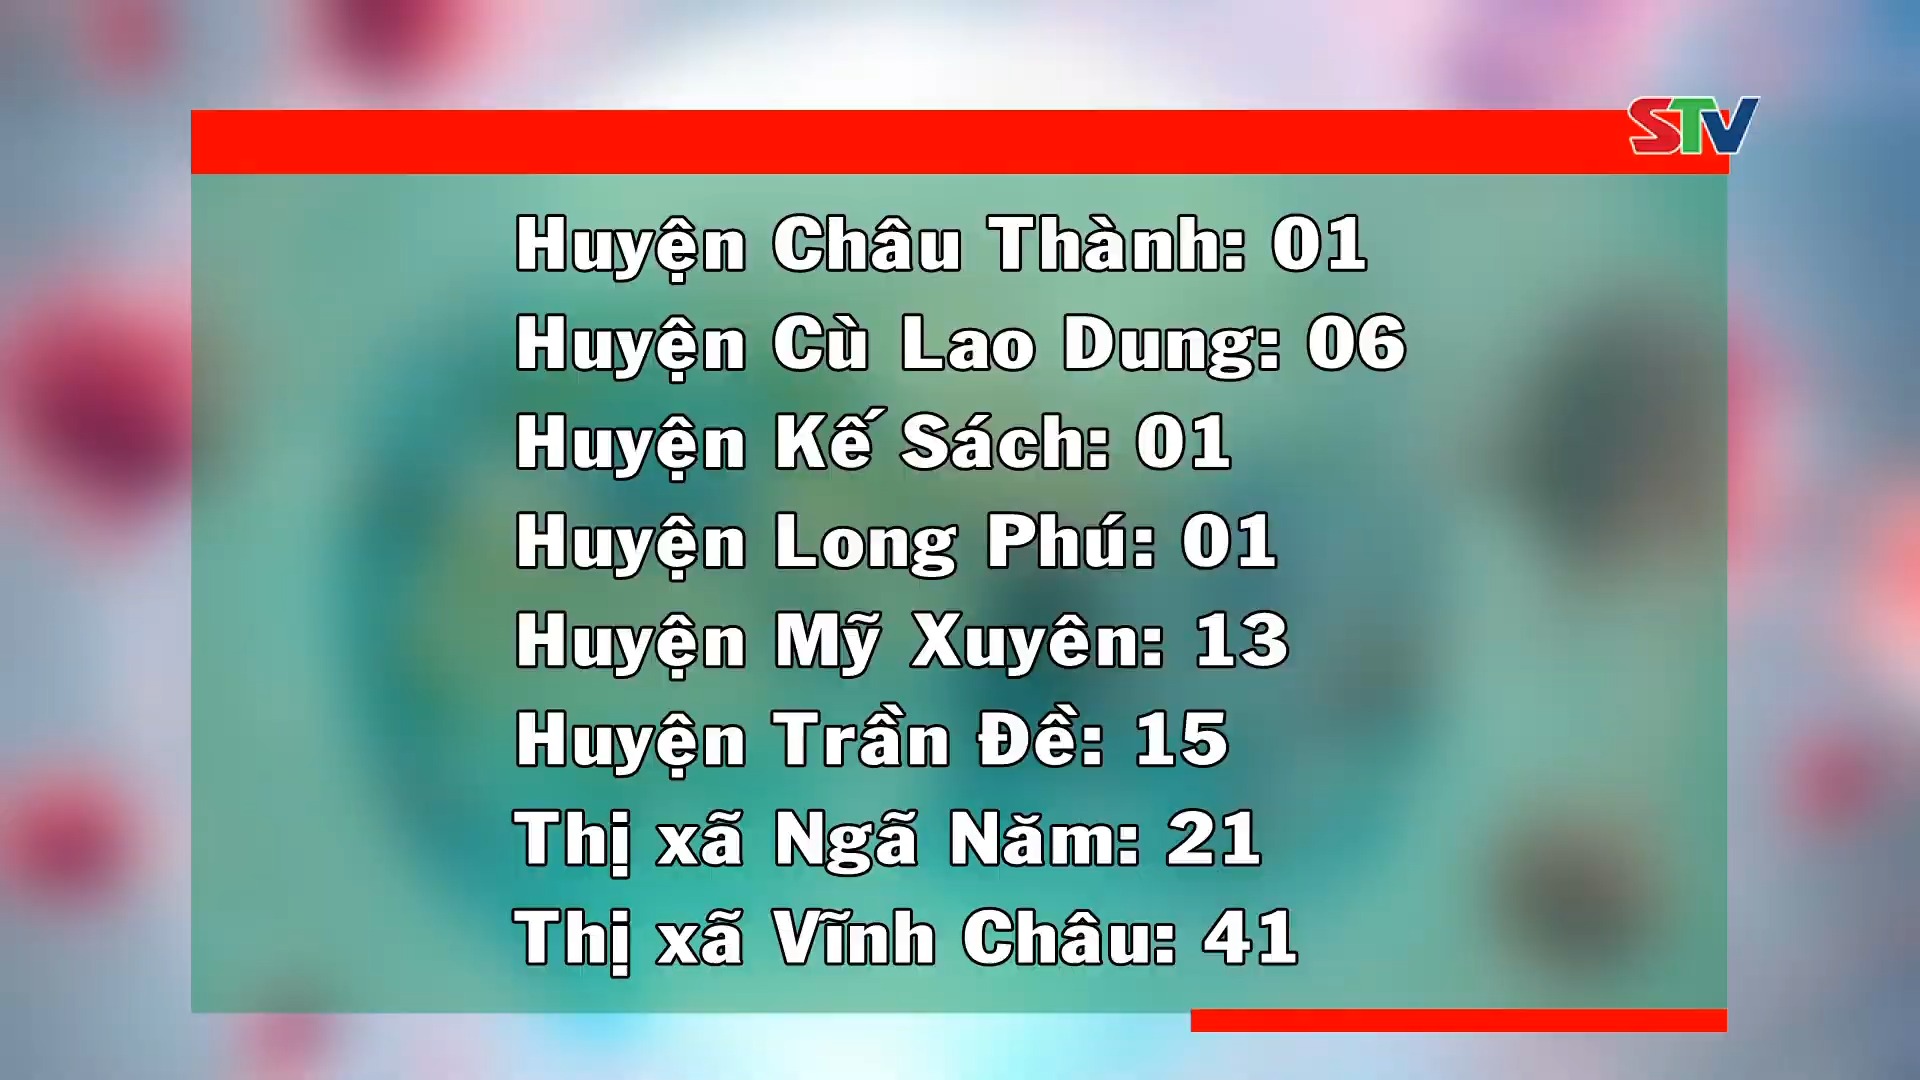 STV
Huyện Châu Thành: 01
Huyện Cù Lao Dung: 06
Huyện Kế Sách: 01
Huyện Long Phú: 01
Huyện Mỹ Xuyên: 13
Huyện Trần Đề: 15
Thị xã Ngã Năm: 21
Thị xã Vĩnh Châu: 41